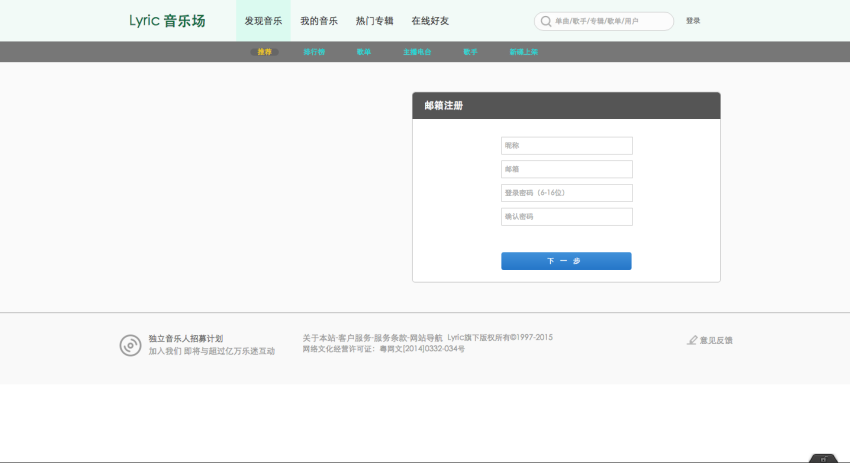 Lyric 音乐场 发现音乐 我的音乐 热门专辑 在线好友 单曲/歌手/专辑/歌单/用户 登录
推荐 排行榜 歌单 主播电台 歌手 新碟上架
邮箱注册
昵称
邮箱
登录密码（6-16位）
确认密码
下 一 步
独立音乐人招募计划
加入我们 即将与超过亿万乐迷互动
关于本站-客户服务-服务条款-网站导航 Lyric旗下版权所有©1997-2015
网络文化经营许可证：粤网文[2014]0332-034号
意见反馈